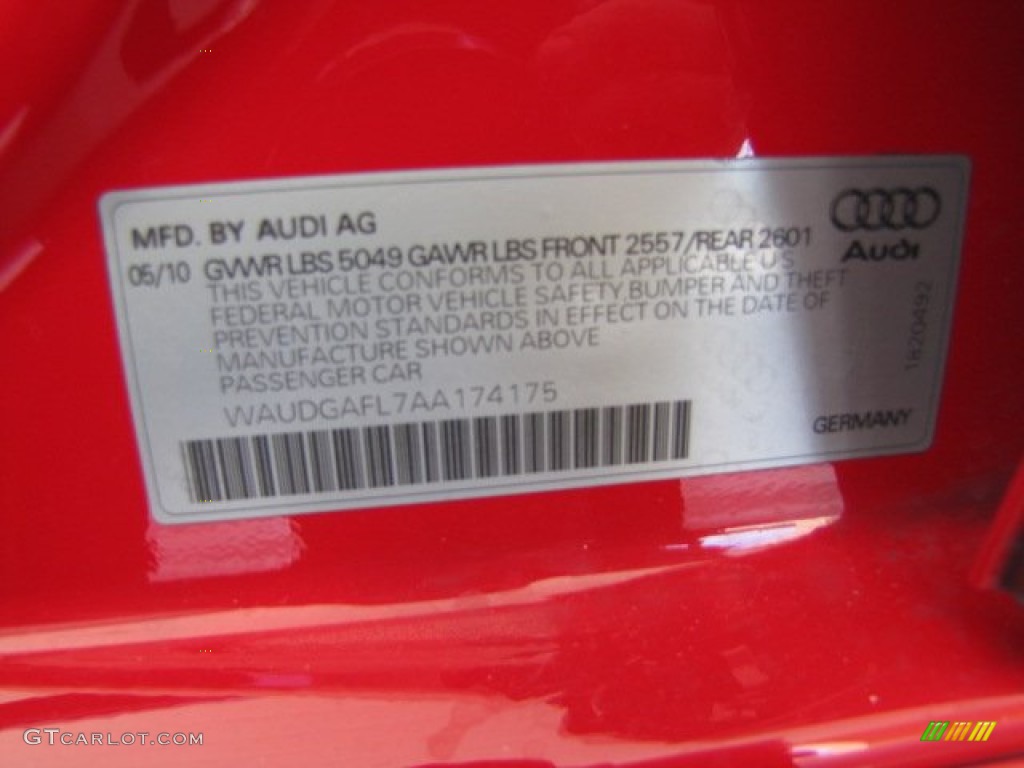 MFD. BY AUDI AG
05/10 GVWR LBS 5049 GAWR LBS FRONT 2557/REAR 2601
THIS VEHICLE CONFORMS TO ALL APPLICABLE US
FEDERAL MOTOR VEHICLE SAFETY, BUMPER AND THEFT
PREVENTION STANDARDS IN EFFECT ON THE DATE OF
MANUFACTURE SHOWN ABOVE
PASSENGER CAR
WAUDGAFL7AA174175
Audi
1820492
GERMANY
GTCARLOT.COM